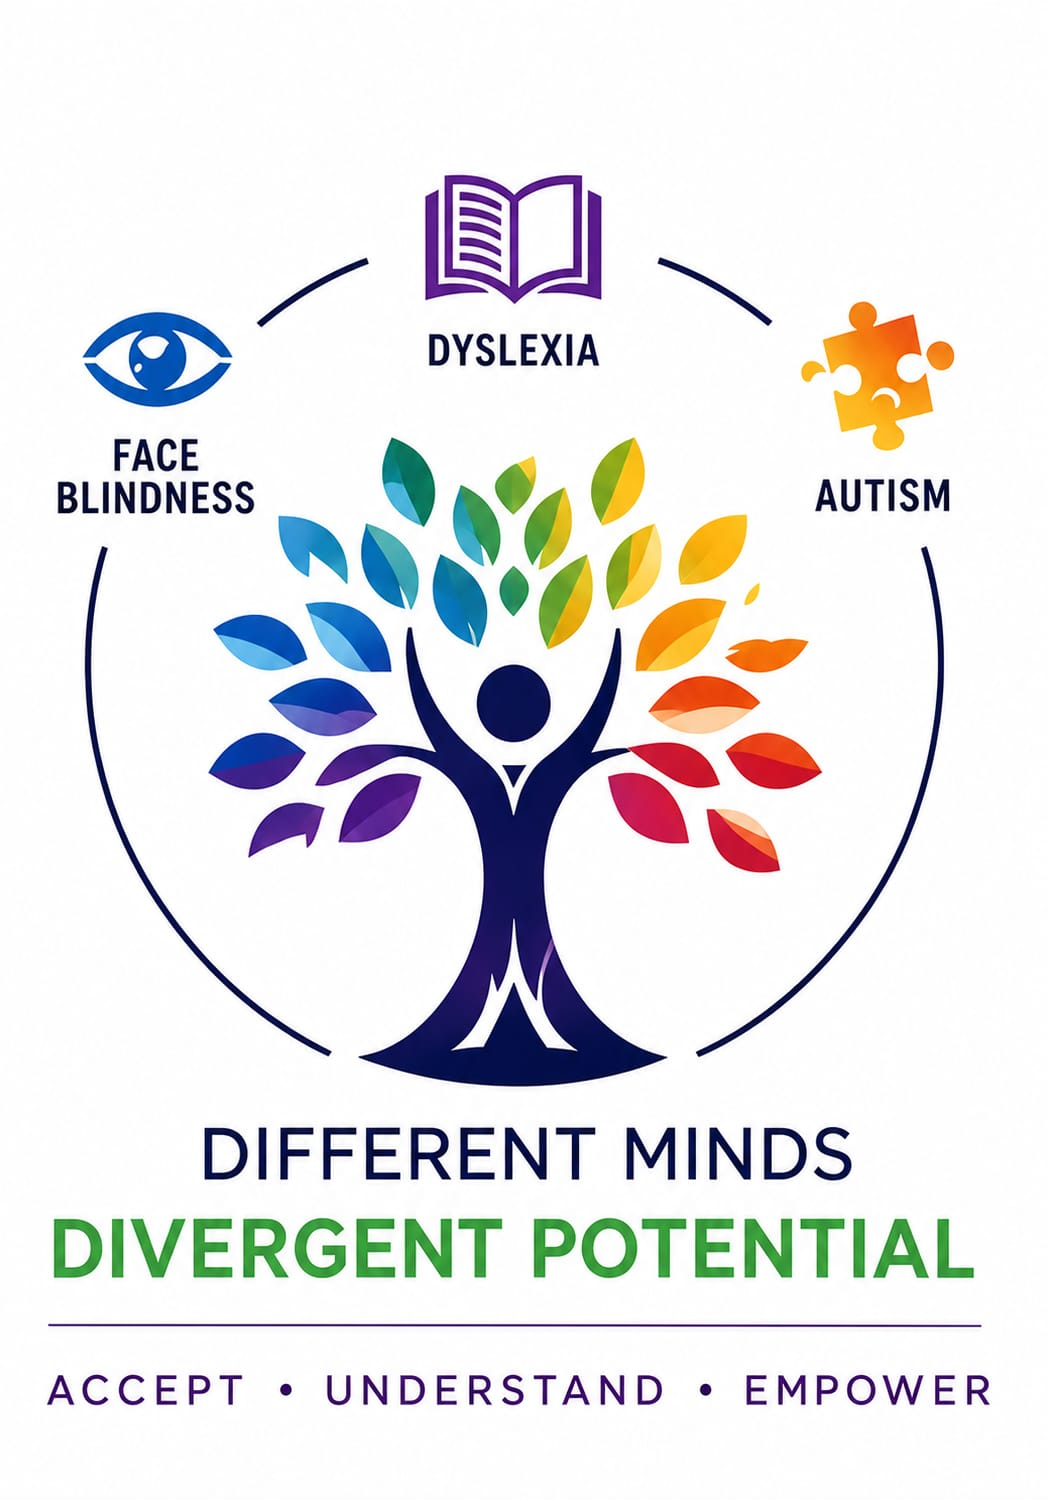 DYSLEXIA
FACE
BLINDNESS
AUTISM
DIFFERENT MINDS
DIVERGENT POTENTIAL
ACCEPT • UNDERSTAND • EMPOWER